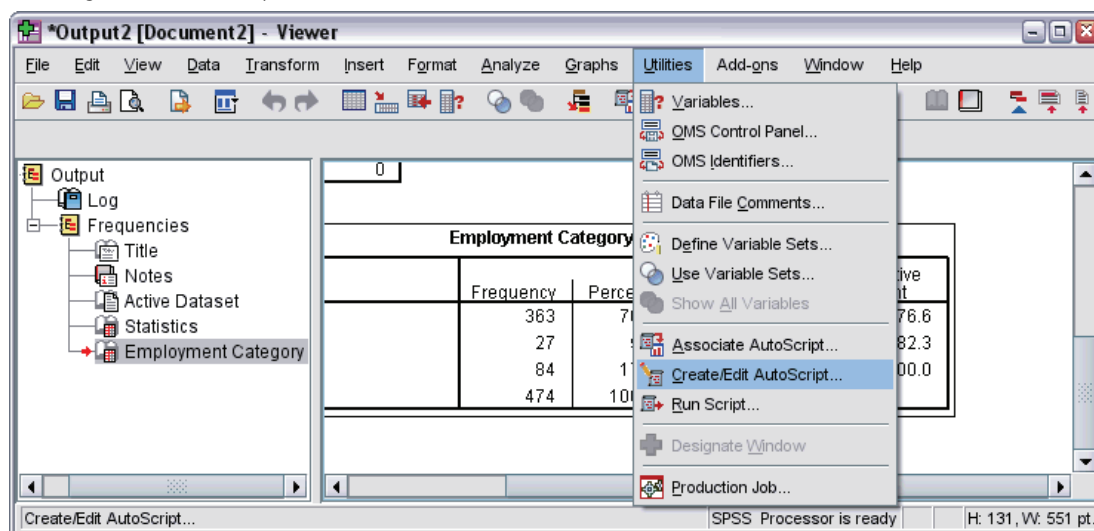 *Output2 [Document2] - Viewer
File Edit View Data Transform Insert Format Analyze Graphs Utilities Add-ons Window Help
Output
Log
Frequencies
Title
Notes
Active Dataset
Statistics
Employment Category
0
Employment Category
Frequency
363
27
84
474
76.6
82.3
00.0
Variables...
OMS Control Panel...
OMS Identifiers...
Data File Comments...
Define Variable Sets...
Use Variable Sets...
Show All Variables
Associate AutoScript...
Create/Edit AutoScript...
Run Script...
Designate Window
Production Job...
Create/Edit AutoScript... SPSS Processor is ready H: 131, W: 551 pt.